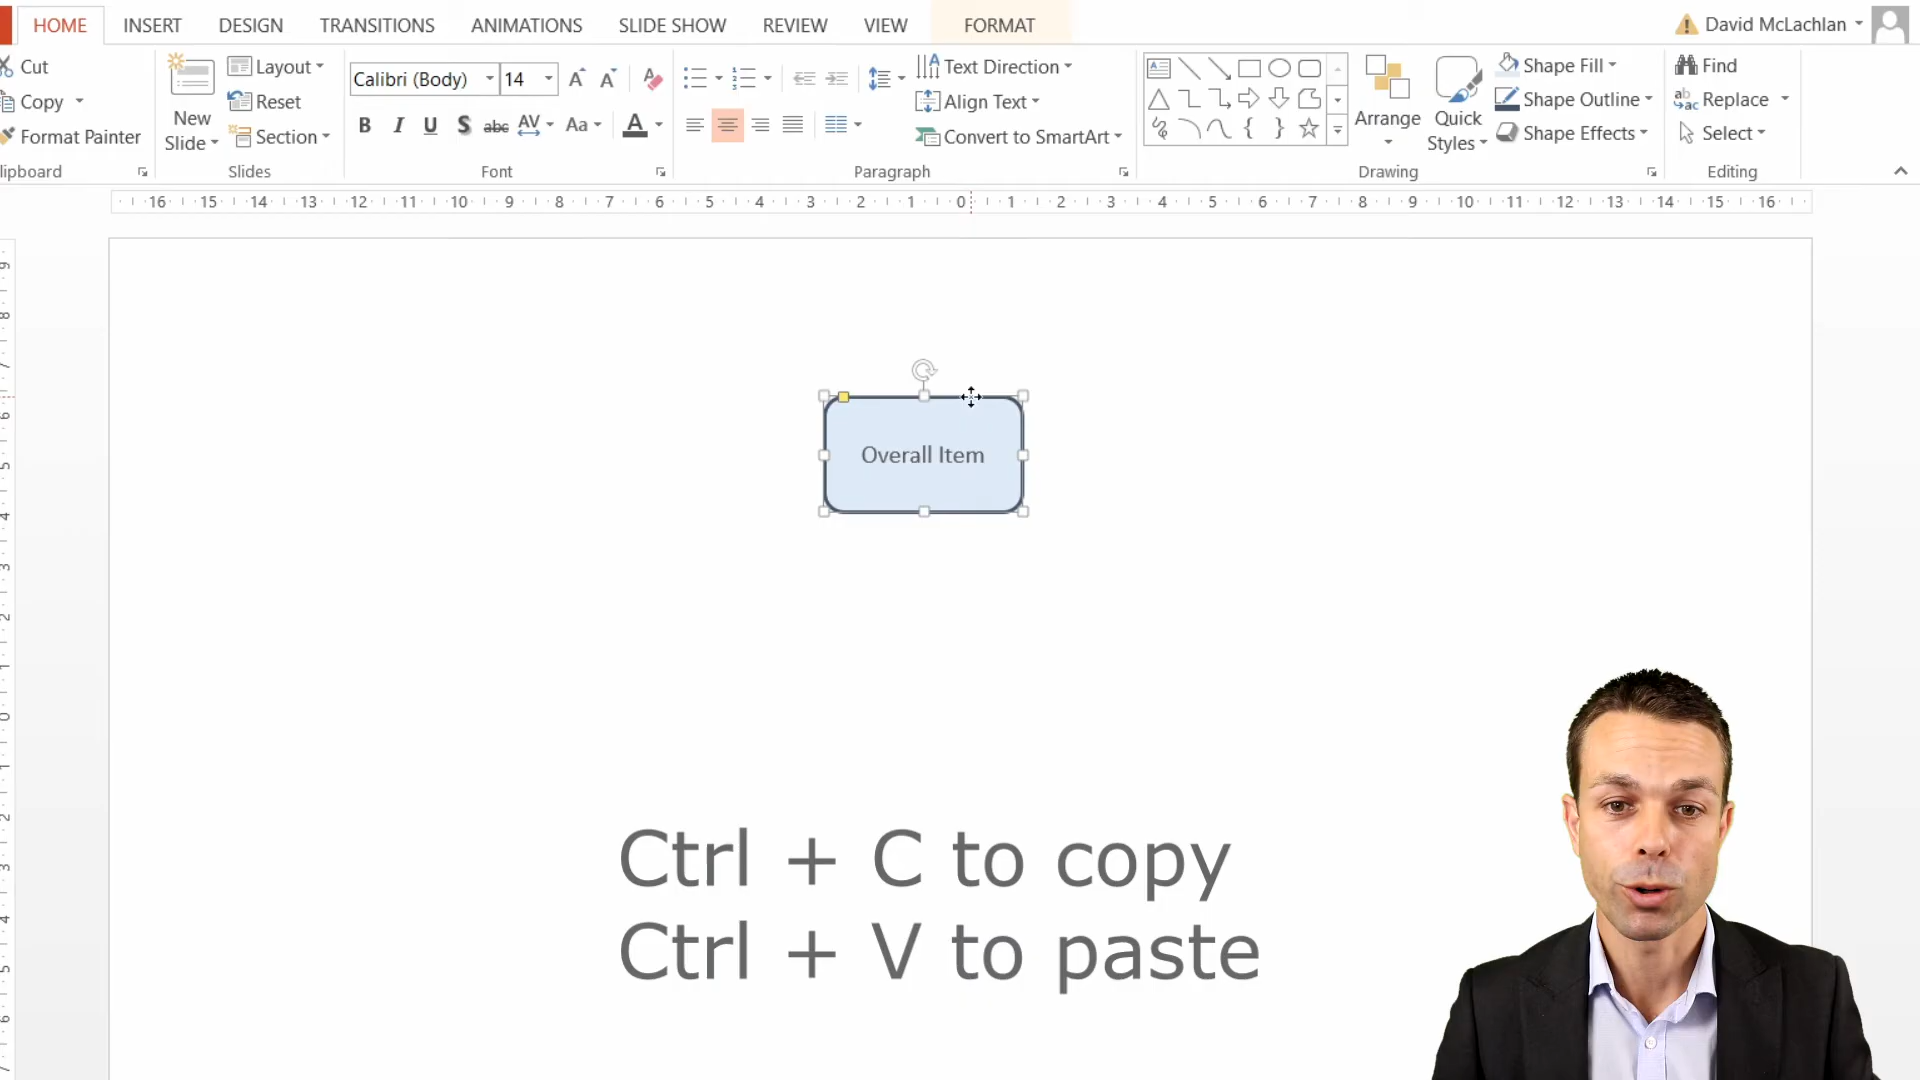 HOME INSERT DESIGN TRANSITIONS ANIMATIONS SLIDE SHOW REVIEW VIEW FORMAT David McLachlan
Cut
Copy
Format Painter
lipboard
New
Slide
Layout
Reset
Section
Slides
Calibri (Body) 14
B I U S abc AV Aa A
Font
Text Direction
Align Text
Convert to SmartArt
Paragraph
Arrange
Quick
Styles
Shape Fill
Shape Outline
Shape Effects
Drawing
Find
Replace
Select
Editing
16 15 14 13 12 11 10 9 8 7 6 5 4 3 2 1 0 1 2 3 4 5 6 7 8 9 10 11 12 13 14 15 16
Overall Item
Ctrl + C to copy
Ctrl + V to paste